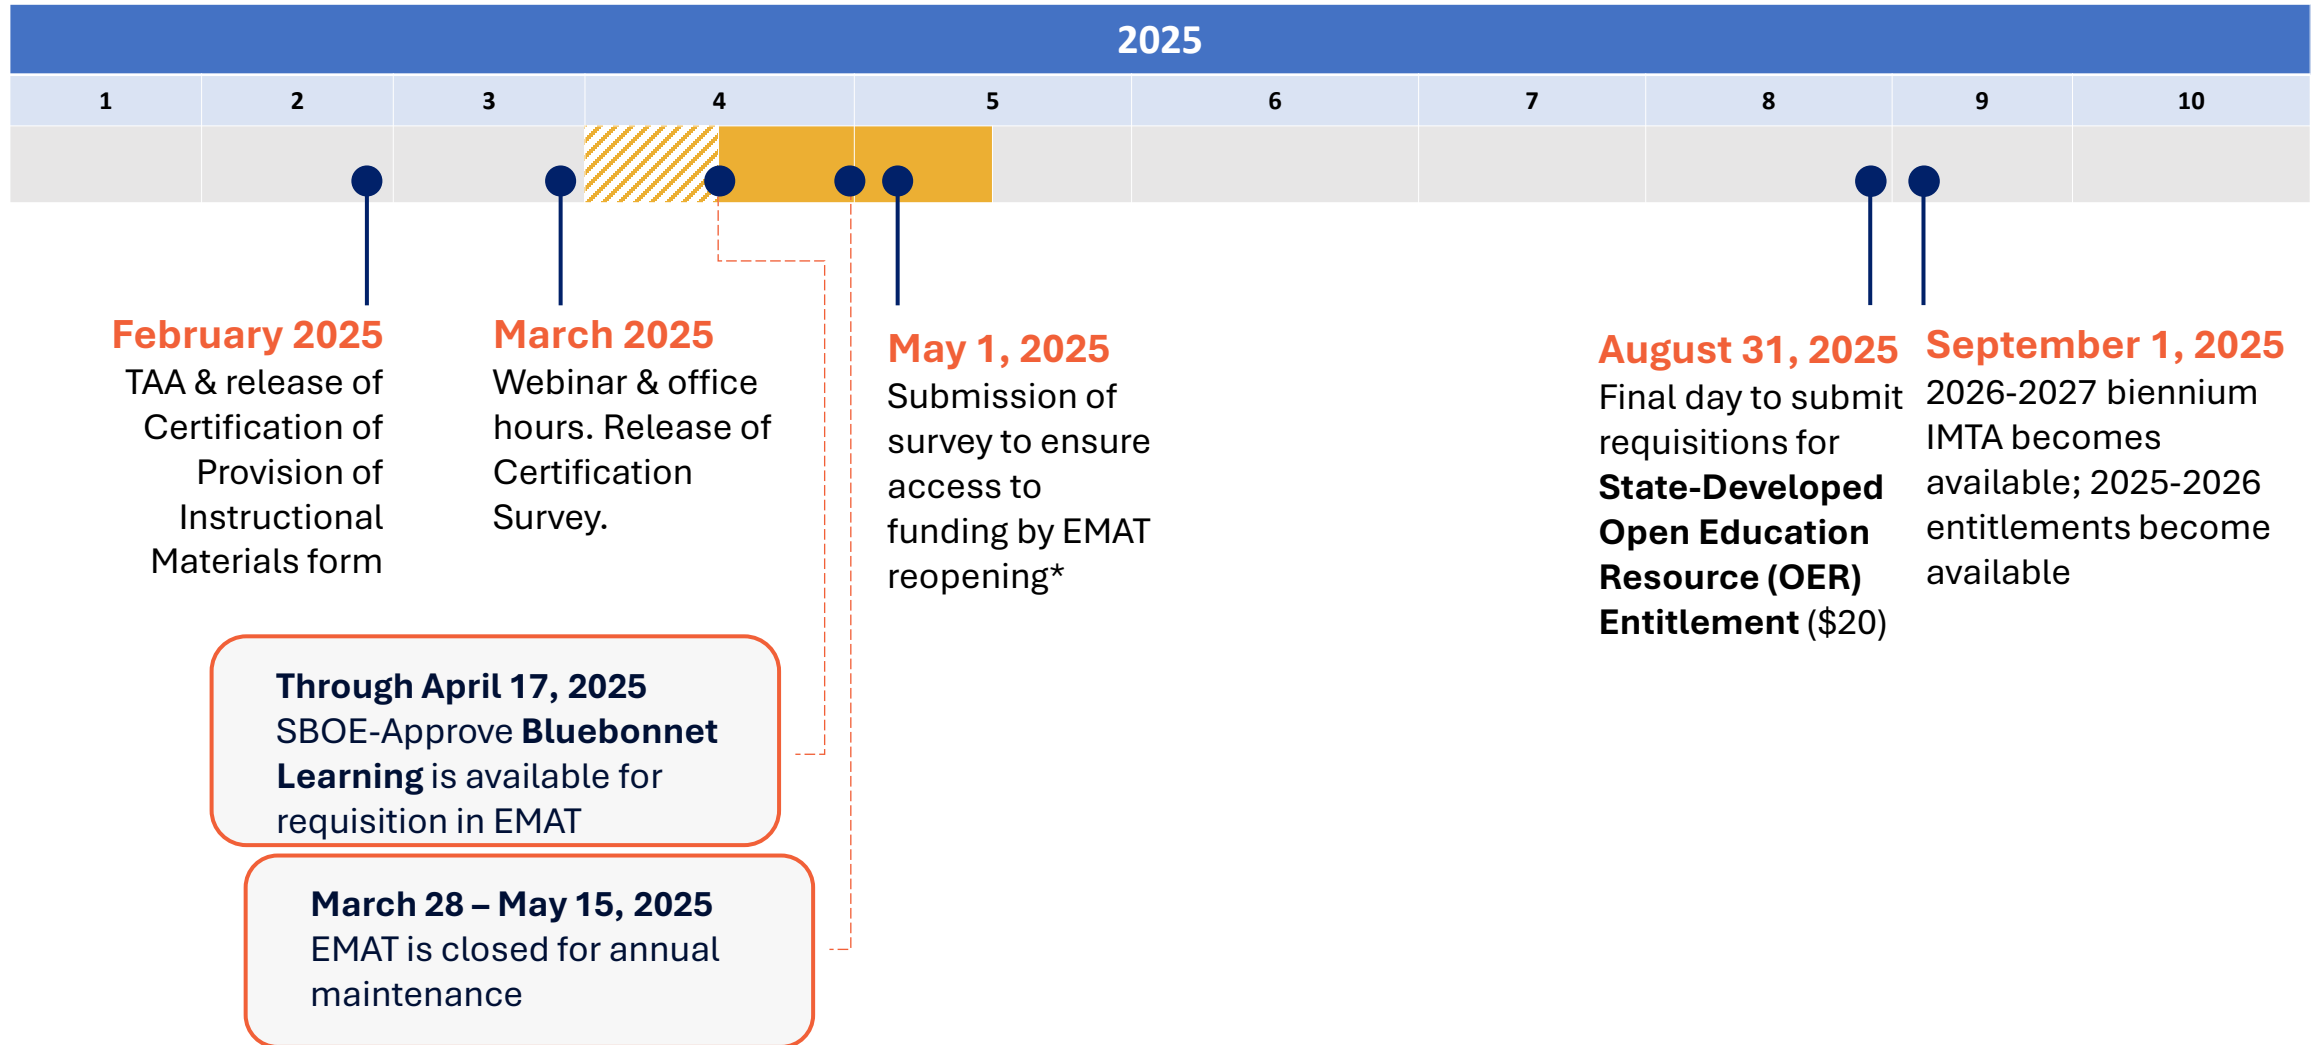 2025
1
2
3
4
5
6
7
8
9
10
February 2025
TAA & release of
Certification of
Provision of
Instructional
Materials form
March 2025
Webinar & office
hours. Release of
Certification
Survey.
May 1, 2025
Submission of
survey to ensure
access to
funding by EMAT
reopening*
August 31, 2025
Final day to submit
requisitions for
State-Developed
Open Education
Resource (OER)
Entitlement ($20)
September 1, 2025
2026-2027 biennium
IMTA becomes
available; 2025-2026
entitlements become
available
Through April 17, 2025
SBOE-Approve Bluebonnet
Learning is available for
requisition in EMAT
March 28 – May 15, 2025
EMAT is closed for annual
maintenance